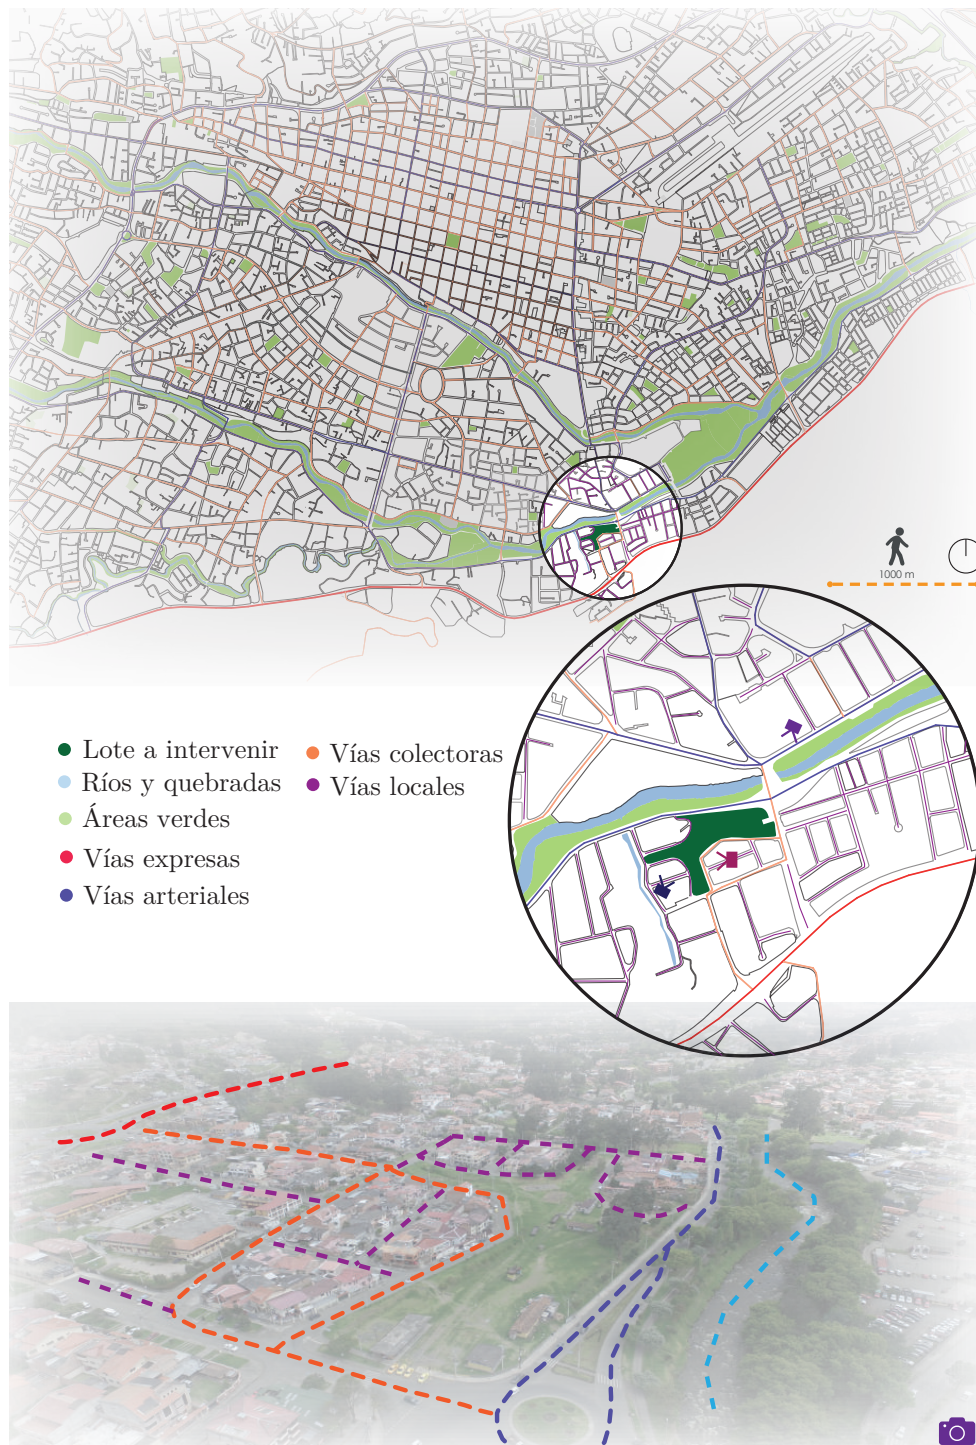 1000 m
Lote a intervenir
Ríos y quebradas
Áreas verdes
Vías expresas
Vías arteriales
Vías colectoras
Vías locales